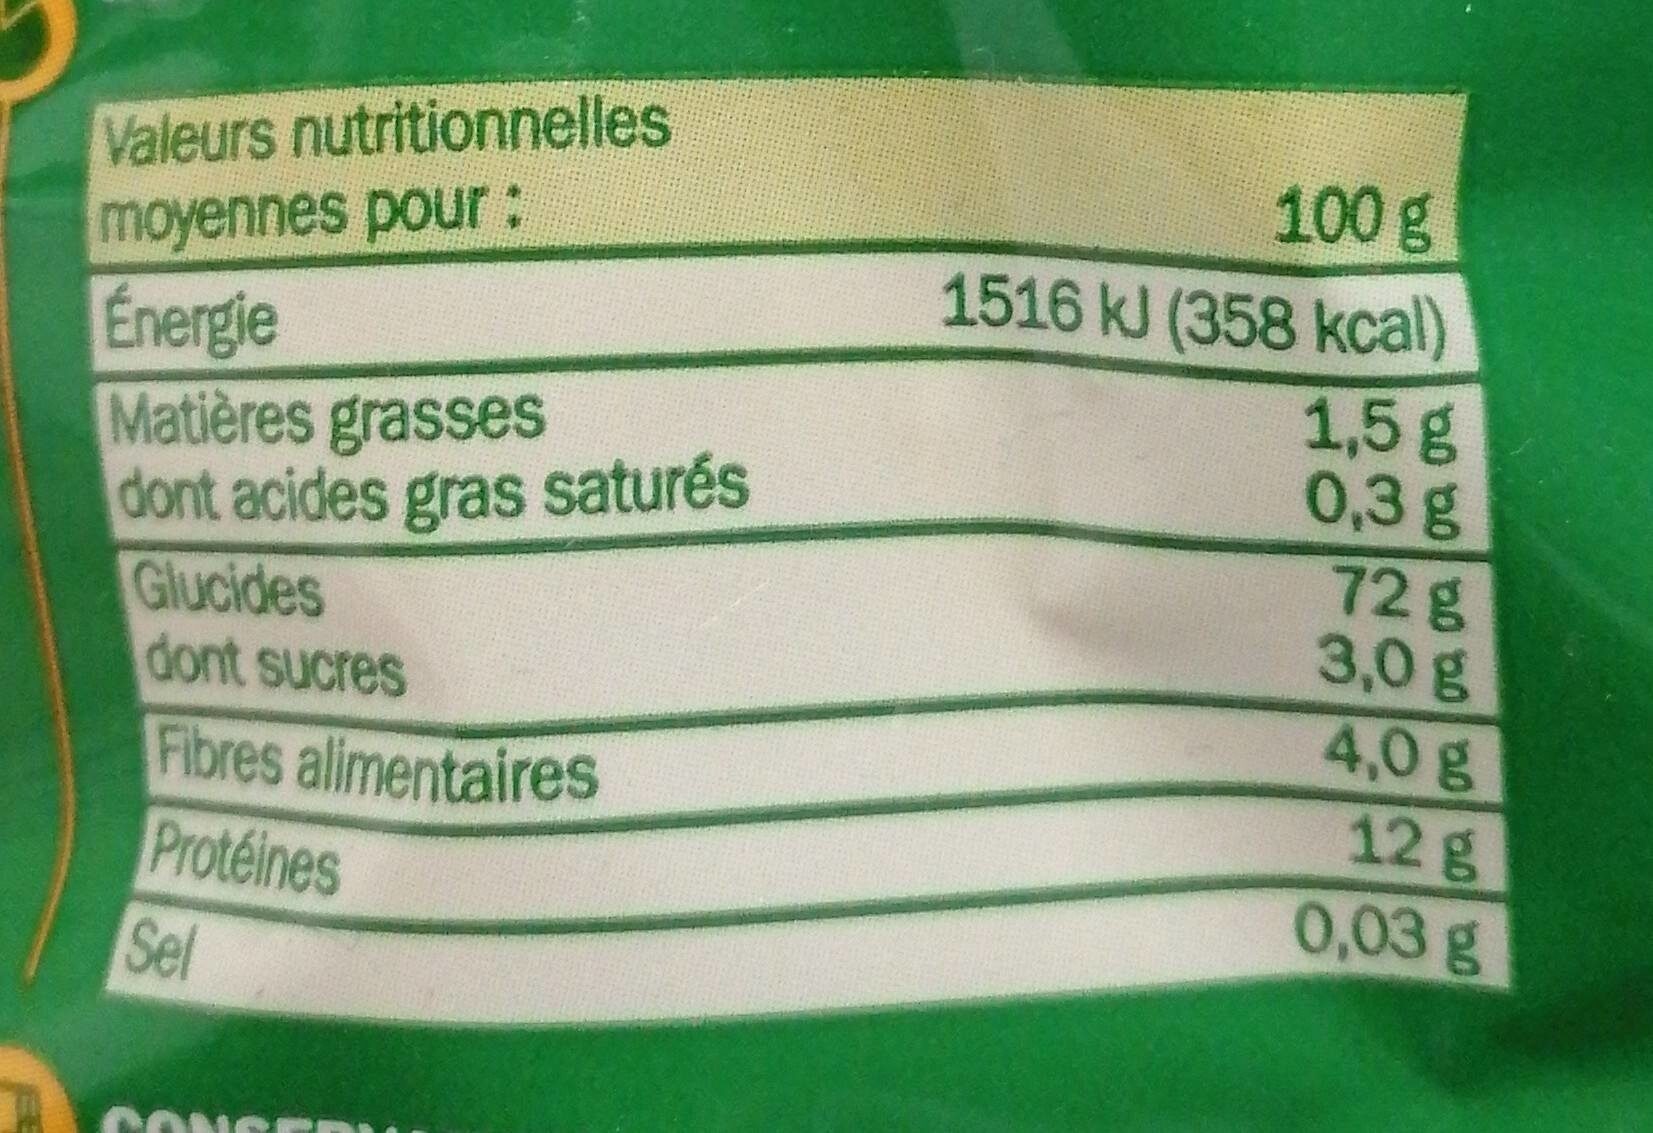 Valeurs nutritionnelles
moyennes pour : 100 g
Énergie 1516 kJ (358 kcal)
Matières grasses 1,5 g
dont acides gras saturés 0,3 g
Glucides 72 g
dont sucres 3,0 g
Fibres alimentaires 4,0 g
Protéines 12 g
Sel 0,03 g